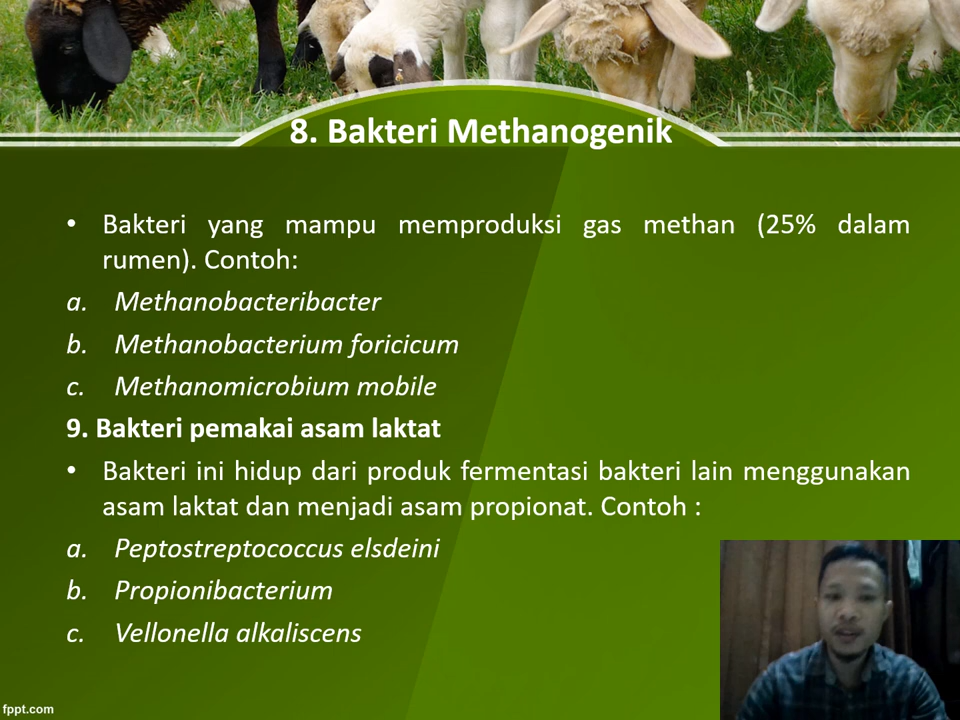 8. Bakteri Methanogenik
• Bakteri yang mampu memproduksi gas methan (25% dalam
rumen). Contoh:
a. Methanobacteribacter
b. Methanobacterium foricicum
c. Methanomicrobium mobile
9. Bakteri pemakai asam laktat
• Bakteri ini hidup dari produk fermentasi bakteri lain menggunakan
asam laktat dan menjadi asam propionat. Contoh :
a. Peptostreptococcus elsdeini
b. Propionibacterium
c. Vellonella alkaliscens
fppt.com